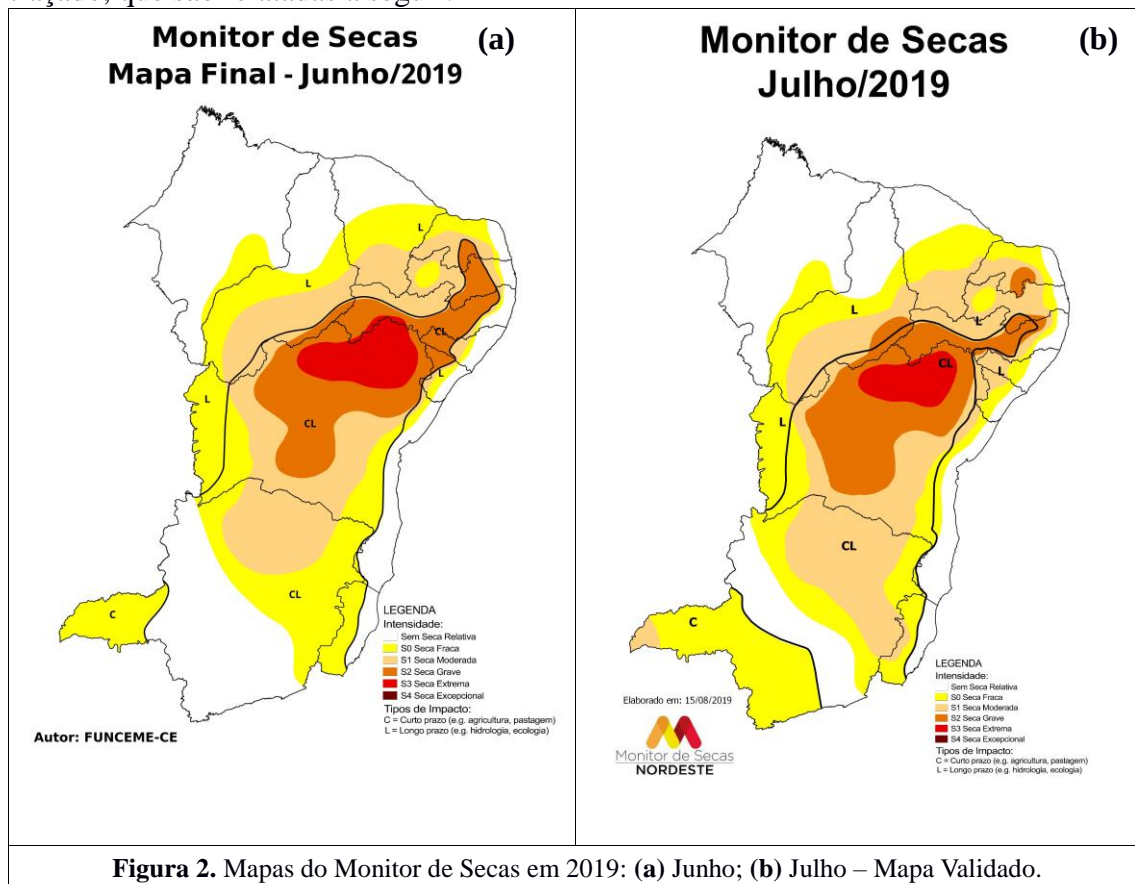 Monitor de Secas (a)
Mapa Final - Junho/2019
L
L
CL
L
L
CL
CL
C
LEGENDA
Intensidade:
Sem Seca Relativa
S0 Seca Fraca
S1 Seca Moderada
S2 Seca Grave
S3 Seca Extrema
S4 Seca Excepcional
Tipos de Impacto:
C = Curto prazo (e.g. agricultura, pastagem)
L = Longo prazo (e.g. hidrologia, ecologia)
Autor: FUNCEME-CE
Monitor de Secas (b)
Julho/2019
L
L
CL
L
L
CL
C
Elaborado em: 15/08/2019
Monitor de Secas
NORDESTE
LEGENDA
Intensidade:
Sem Seca Relativa
S0 Seca Fraca
S1 Seca Moderada
S2 Seca Grave
S3 Seca Extrema
S4 Seca Excepcional
Tipos de Impacto:
C = Curto prazo (e.g. agricultura, pastagem)
L = Longo prazo (e.g. hidrologia, ecologia)
Figura 2. Mapas do Monitor de Secas em 2019: (a) Junho; (b) Julho – Mapa Validado.